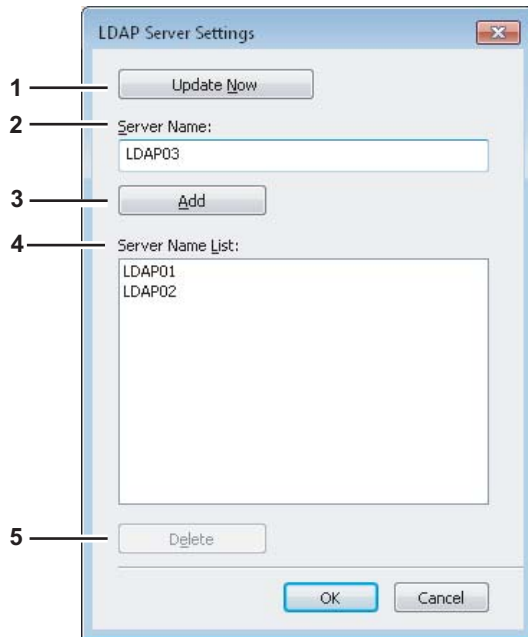 LDAP Server Settings
1
Update Now
2
Server Name:
LDAP03
3
Add
4
Server Name List:
LDAP01
LDAP02
5
Delete
OK
Cancel